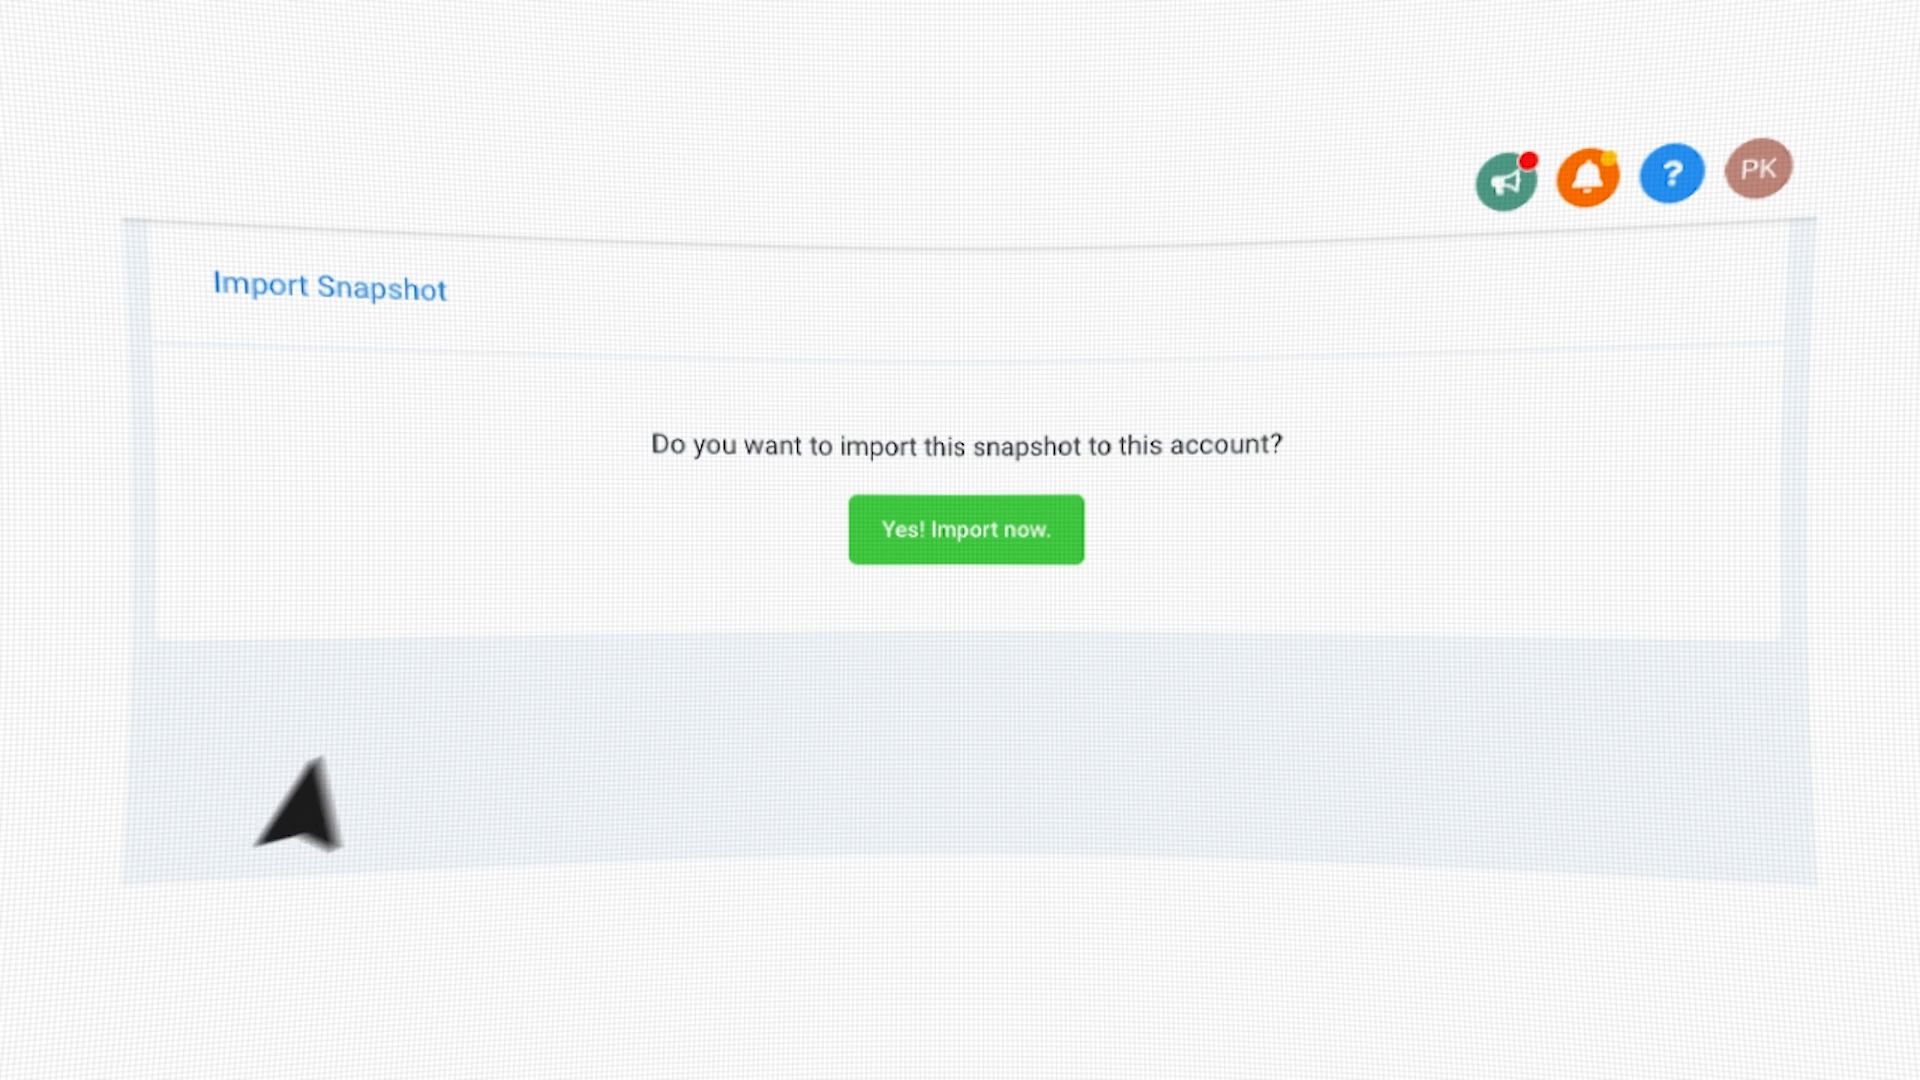 ?
PK
Import Snapshot
Do you want to import this snapshot to this account?
Yes! Import now.